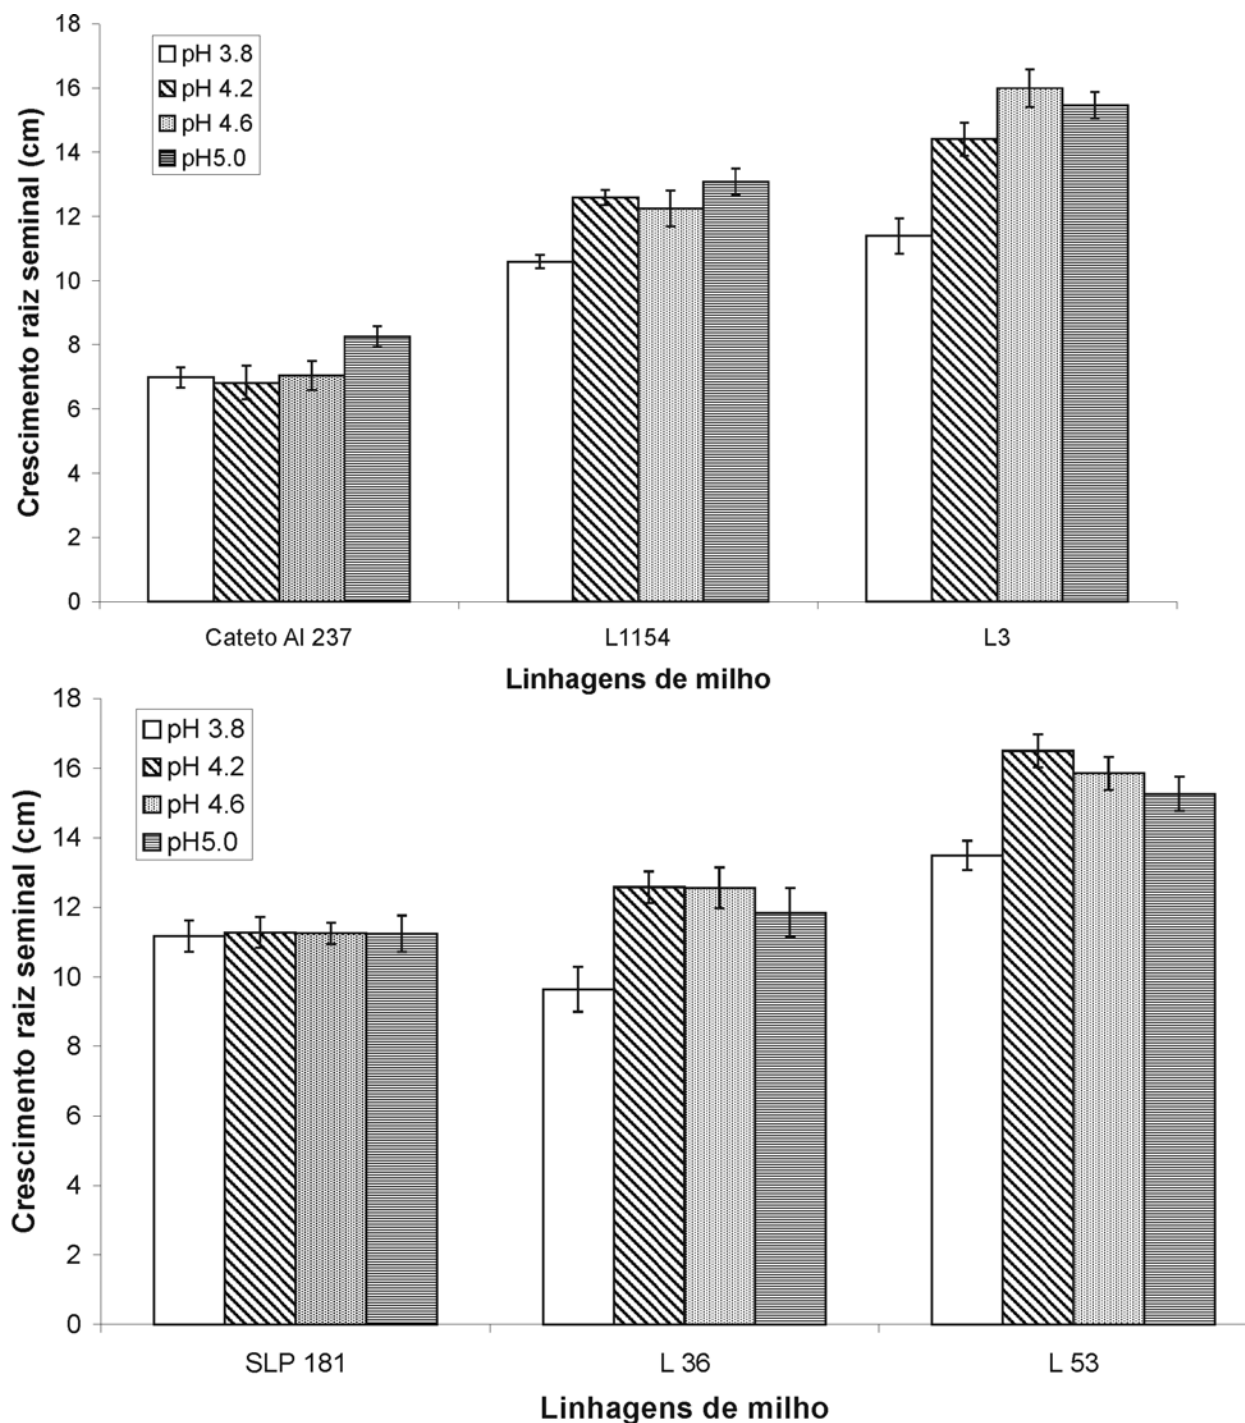 18
16
14
12
10
8
6
4
2
0
Crescimento raiz seminal (cm)
pH 3.8
pH 4.2
pH 4.6
pH5.0
Cateto Al 237
L1154
L3
Linhagens de milho
18
16
14
12
10
8
6
4
2
0
Crescimento raiz seminal (cm)
pH 3.8
pH 4.2
pH 4.6
pH5.0
SLP 181
L 36
L 53
Linhagens de milho